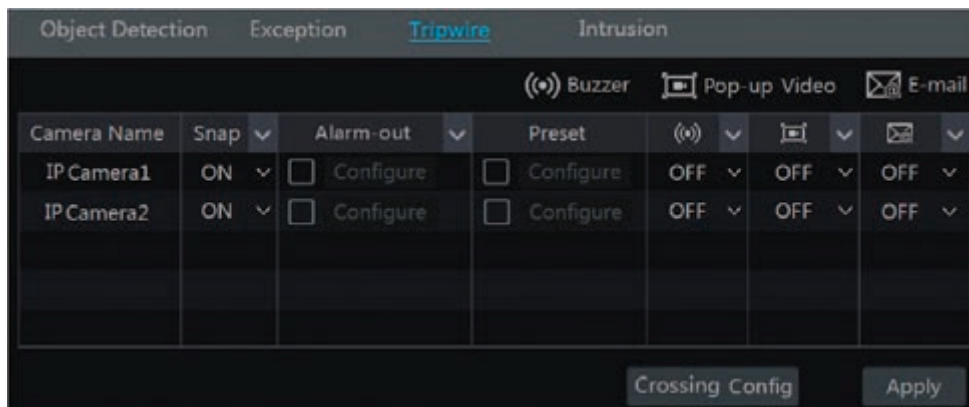 Object Detection Exception Tripwire Intrusion
Buzzer Pop-up Video E-mail
Camera Name Snap Alarm-out Preset
IP Camera1 ON Configure Configure OFF OFF OFF
IP Camera2 ON Configure Configure OFF OFF OFF
Crossing Config Apply